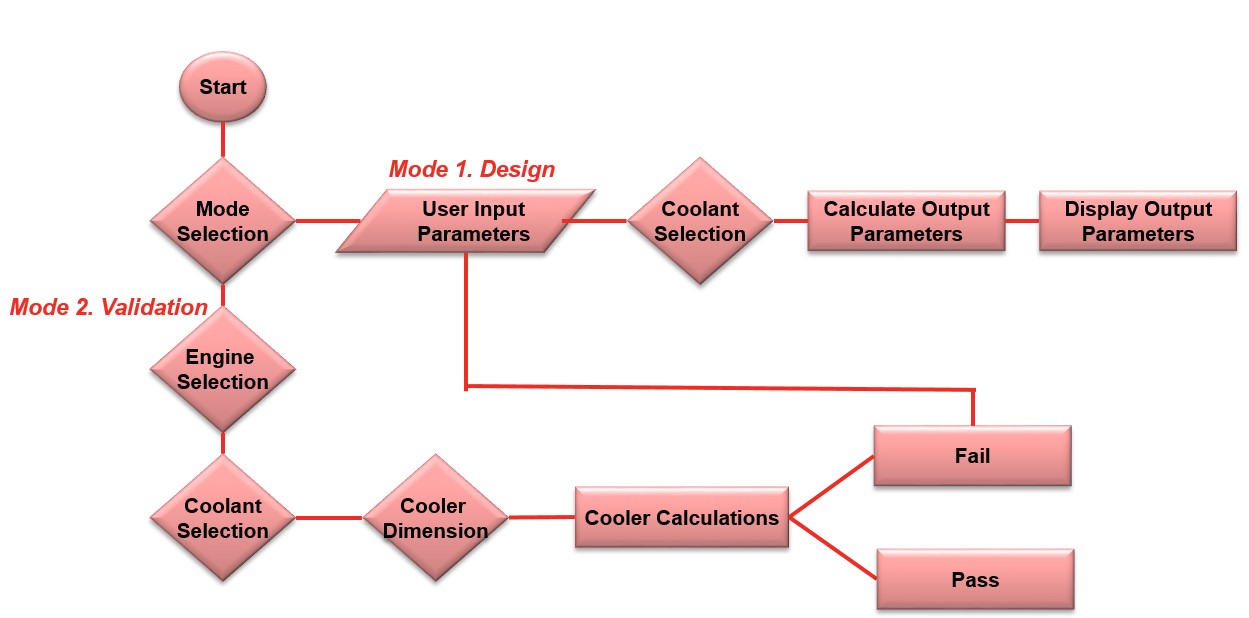 Start
Mode 1. Design
Mode
Selection
User Input
Parameters
Coolant
Selection
Calculate Output
Parameters
Display Output
Parameters
Mode 2. Validation
Engine
Selection
Coolant
Selection
Cooler
Dimension
Cooler Calculations
Fail
Pass